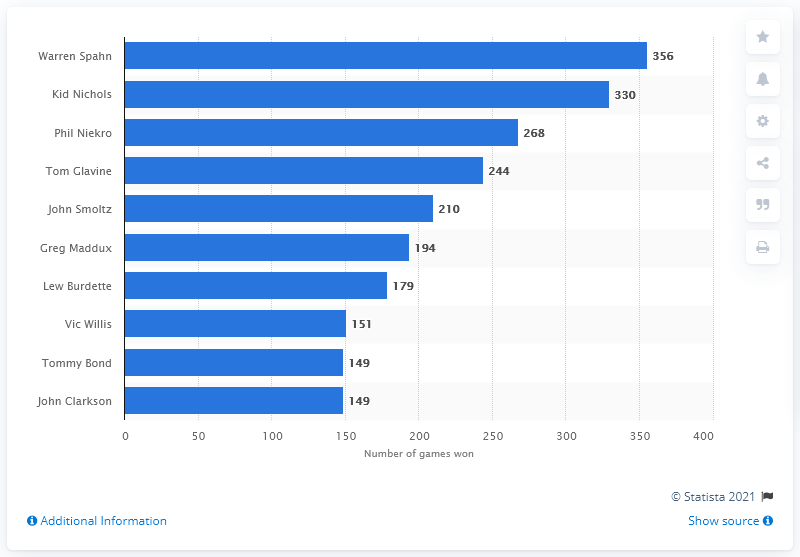 Warren Spahn 356
Kid Nichols 330
Phil Niekro 268
Tom Glavine 244
John Smoltz 210
Greg Maddux 194
Lew Burdette 179
Vic Willis 151
Tommy Bond 149
John Clarkson 149
0 50 100 150 200 250 300 350 400
Number of games won
© Statista 2021
Additional Information Show source